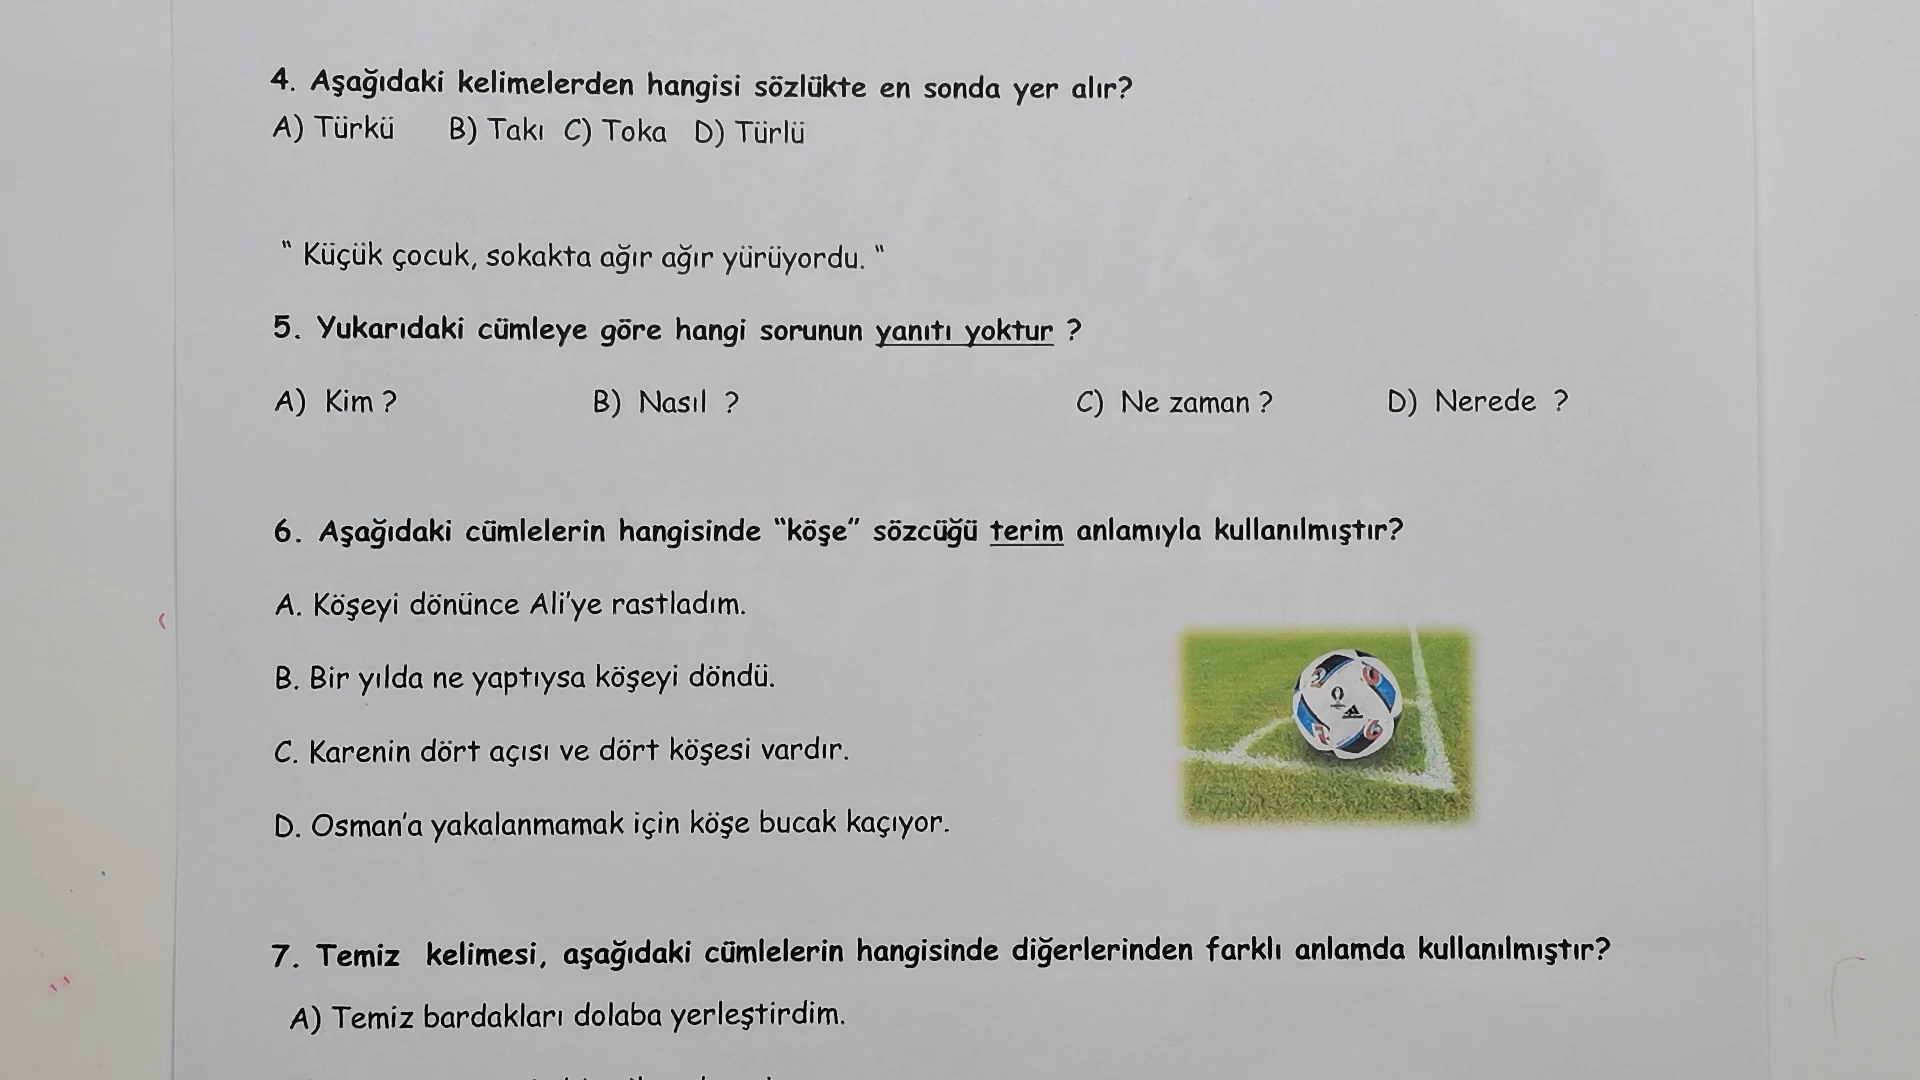 4. Aşağıdaki kelimelerden hangisi sözlükte en sonda yer alır?
A) Türkü B) Takı C) Toka D) Türlü
" Küçük çocuk, sokakta ağır ağır yürüyordu. "
5. Yukarıdaki cümleye göre hangi sorunun yanıtı yoktur ?
A) Kim ? B) Nasıl ? C) Ne zaman ? D) Nerede ?
6. Aşağıdaki cümlelerin hangisinde "köşe" sözcüğü terim anlamıyla kullanılmıştır?
A. Köşeyi dönünce Ali'ye rastladım.
B. Bir yılda ne yaptıysa köşeyi döndü.
C. Karenin dört açısı ve dört köşesi vardır.
D. Osman'a yakalanmamak için köşe bucak kaçıyor.
7. Temiz kelimesi, aşağıdaki cümlelerin hangisinde diğerlerinden farklı anlamda kullanılmıştır?
A) Temiz bardakları dolaba yerleştirdim.